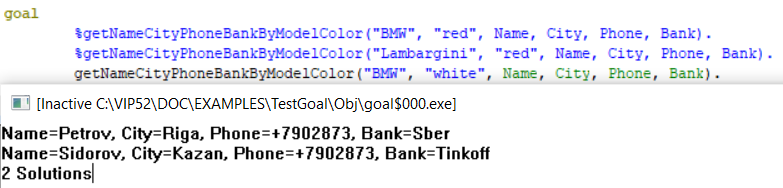 goal
%getNameCityPhoneBankByModelColor("BMW", "red", Name, City, Phone, Bank).
%getNameCityPhoneBankByModelColor("Lambargini", "red", Name, City, Phone, Bank).
getNameCityPhoneBankByModelColor("BMW", "white", Name, City, Phone, Bank).
[Inactive C:\VIP52\DOC\EXAMPLES\TestGoal\Obj\goal$000.exe]
Name=Petrov, City=Riga, Phone=+7902873, Bank=Sber
Name=Sidorov, City=Kazan, Phone=+7902873, Bank=Tinkoff
2 Solutions